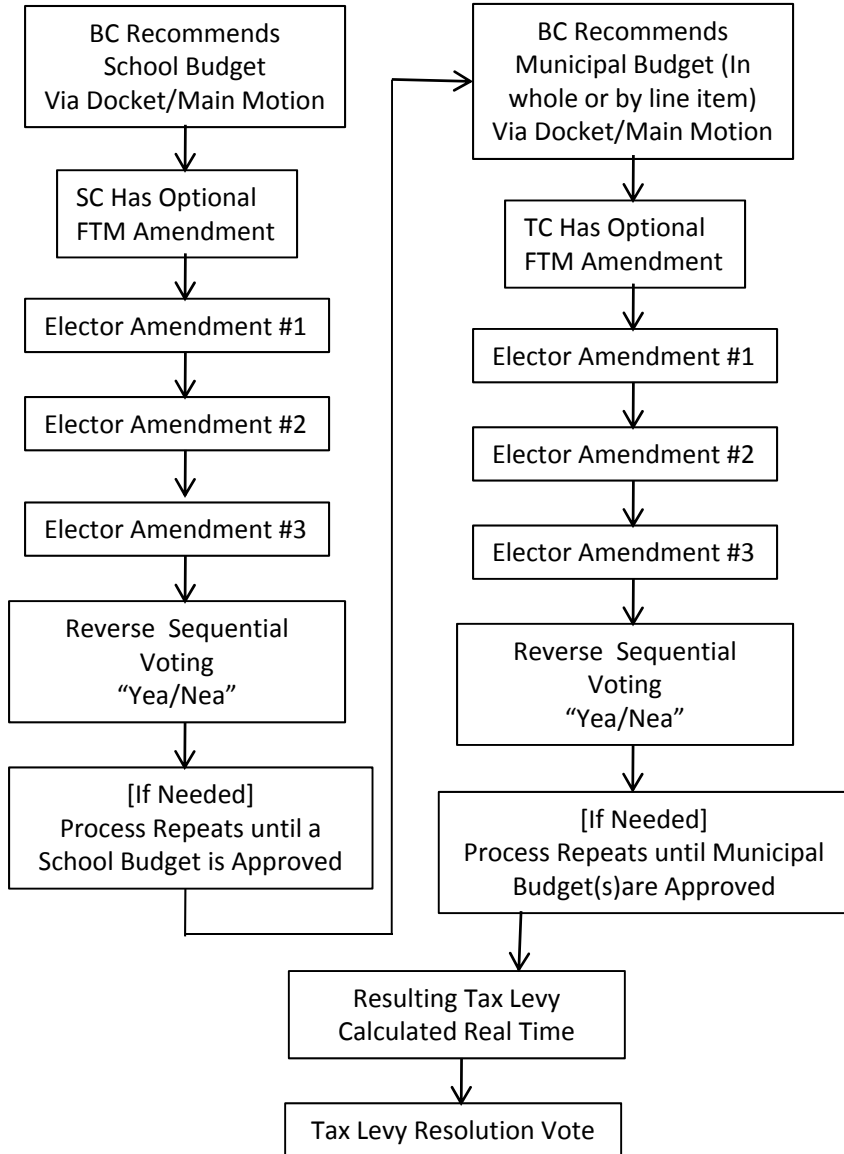 BC Recommends
School Budget
Via Docket/Main Motion
SC Has Optional
FTM Amendment
Elector Amendment #1
Elector Amendment #2
Elector Amendment #3
Reverse Sequential
Voting
“Yea/Nea”
[If Needed]
Process Repeats until a
School Budget is Approved
BC Recommends
Municipal Budget (In
whole or by line item)
Via Docket/Main Motion
TC Has Optional
FTM Amendment
Elector Amendment #1
Elector Amendment #2
Elector Amendment #3
Reverse Sequential
Voting
“Yea/Nea”
[If Needed]
Process Repeats until Municipal
Budget(s)are Approved
Resulting Tax Levy
Calculated Real Time
Tax Levy Resolution Vote